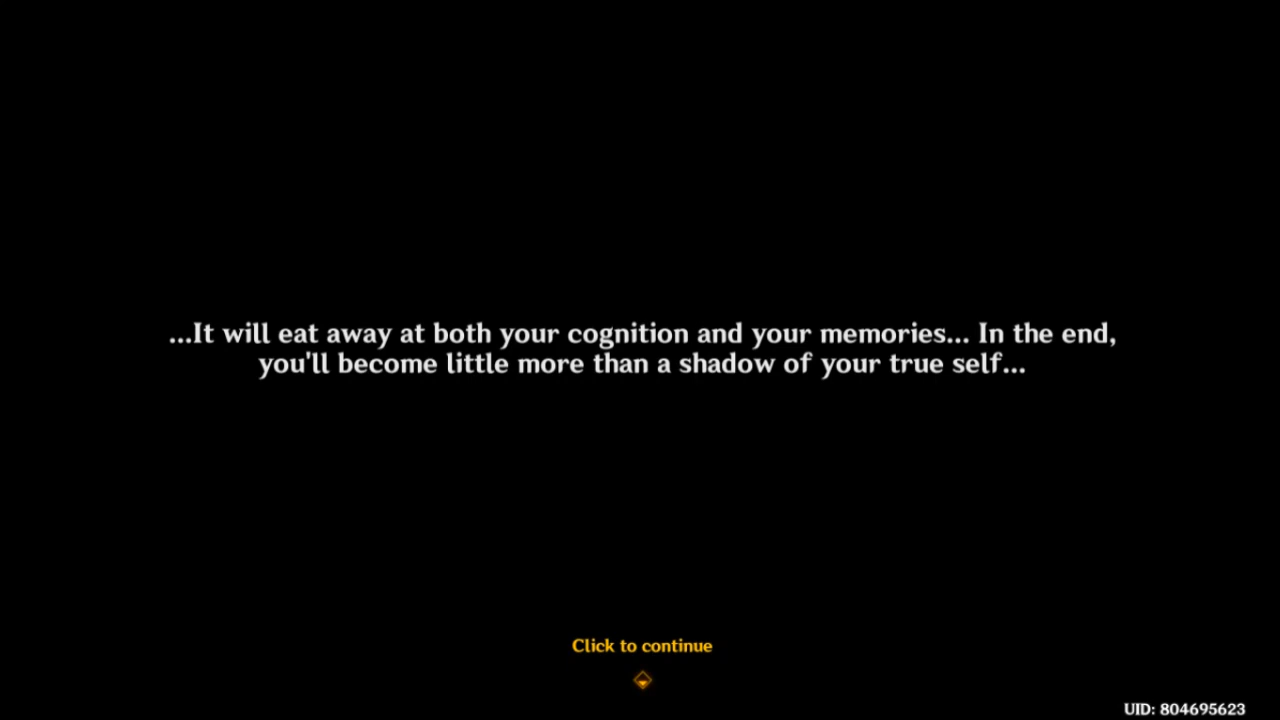 ...It will eat away at both your cognition and your memories... In the end,
you'll become little more than a shadow of your true self...
Click to continue
UID: 804695623